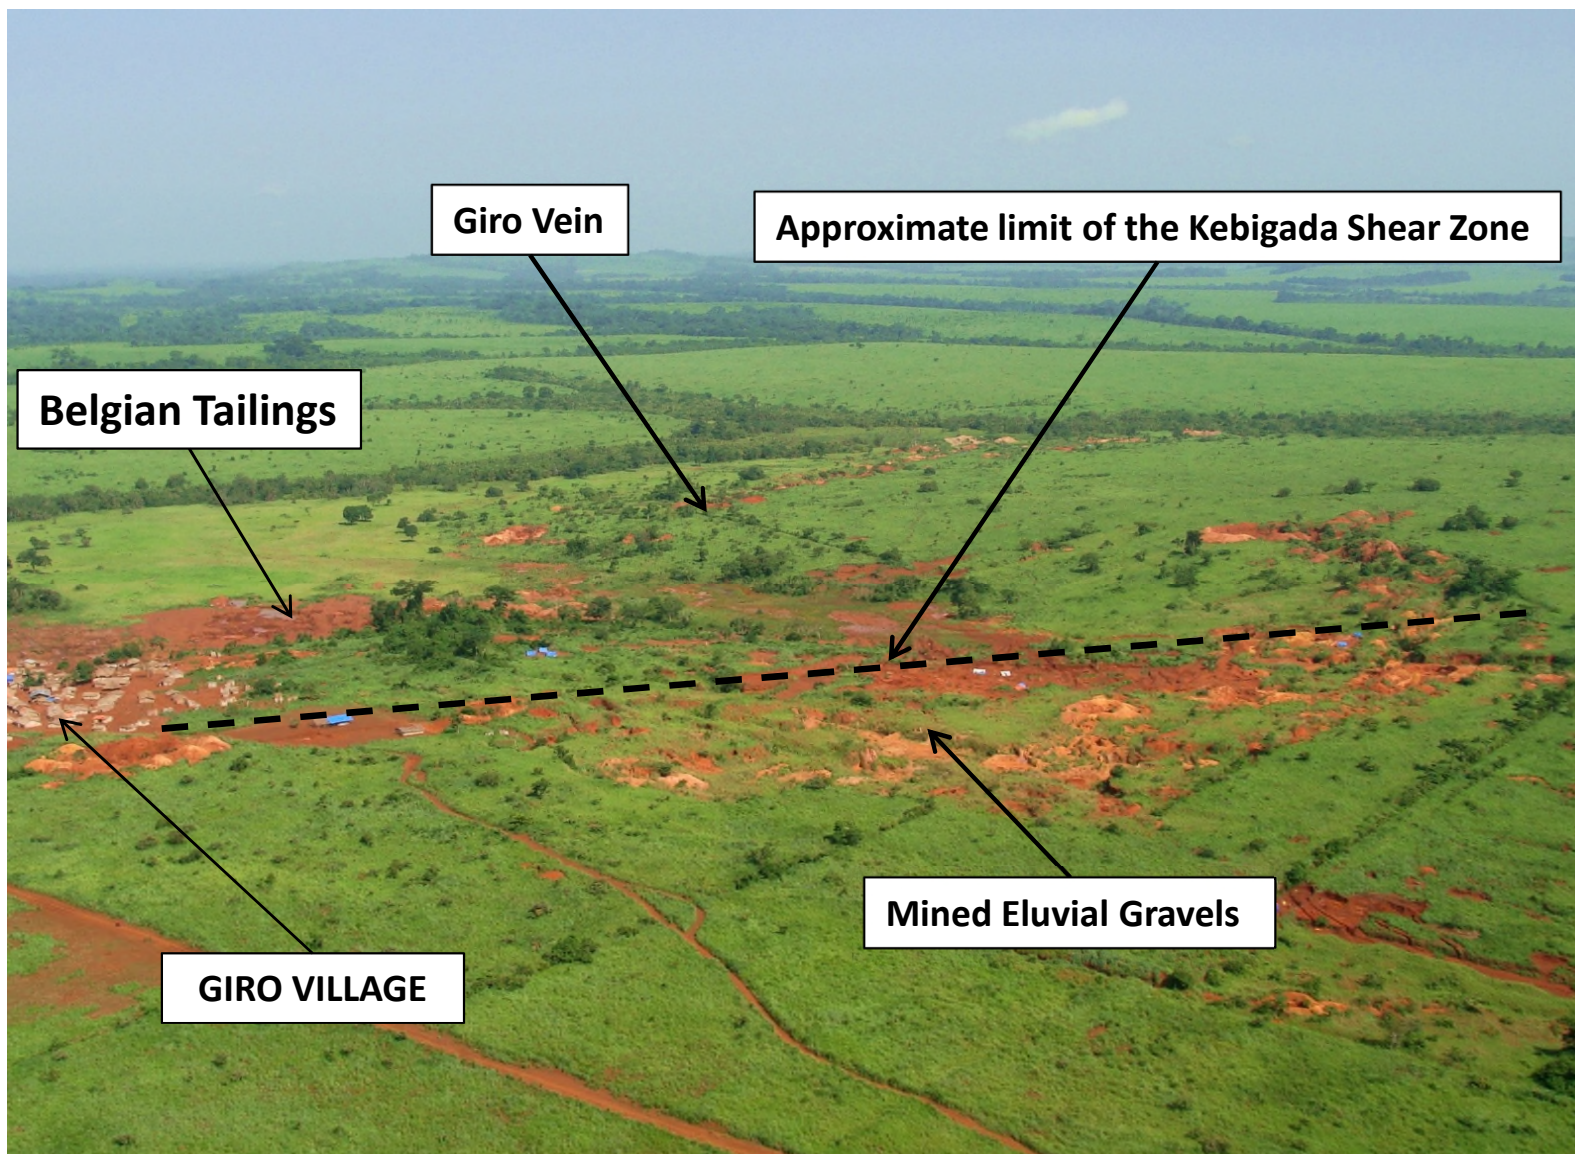 Giro Vein
Approximate limit of the Kebigada Shear Zone
Belgian Tailings
Mined Eluvial Gravels
GIRO VILLAGE